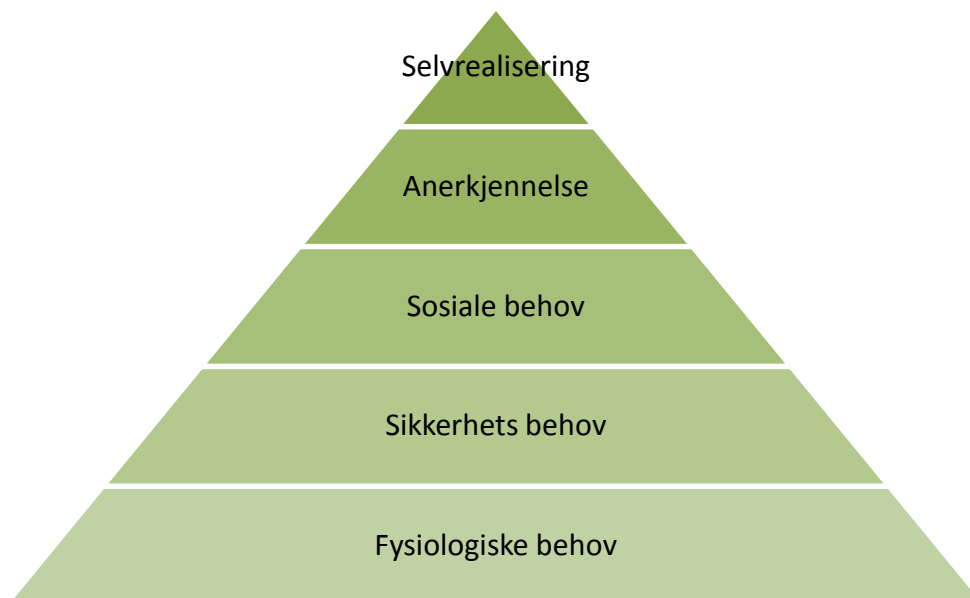 Selvrealisering
Anerkjennelse
Sosiale behov
Sikkerhets behov
Fysiologiske behov